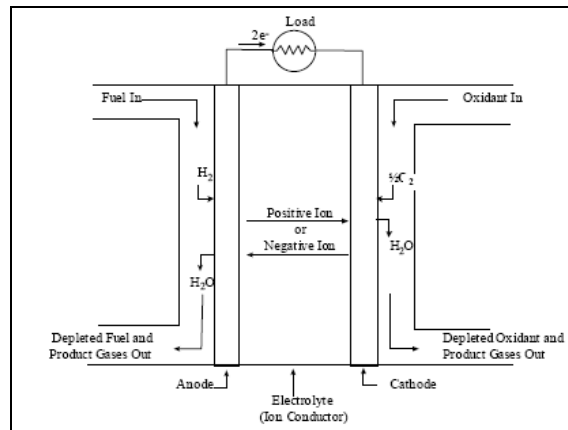 Load
2e-
Fuel In
Oxidant In
H2
½C2
Positive Ion
or
Negative Ion
H2O
H2O
Depleted Fuel and
Product Gases Out
Depleted Oxidant and
Product Gases Out
Anode
Cathode
Electrolyte
(Ion Conductor)